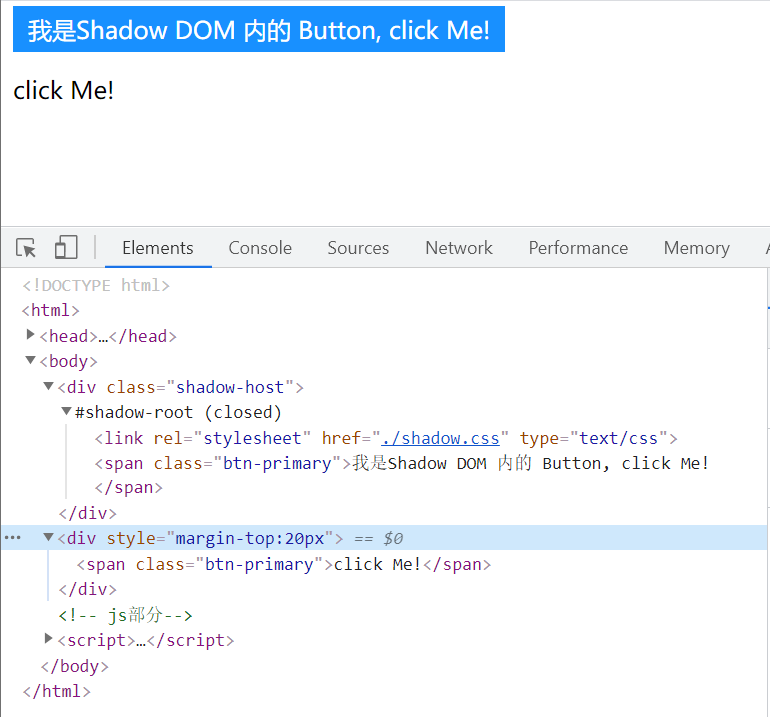 我是Shadow DOM 内的 Button, click Me!
click Me!
Elements Console Sources Network Performance Memory
<!DOCTYPE html>
<html>
<head>…</head>
<body>
<div class="shadow-host">
#shadow-root (closed)
<link rel="stylesheet" href="./shadow.css" type="text/css">
<span class="btn-primary">我是Shadow DOM 内的 Button, click Me!
</span>
</div>
<div style="margin-top:20px"> == $0
<span class="btn-primary">click Me!</span>
</div>
<!-- js部分-->
<script>…</script>
</body>
</html>